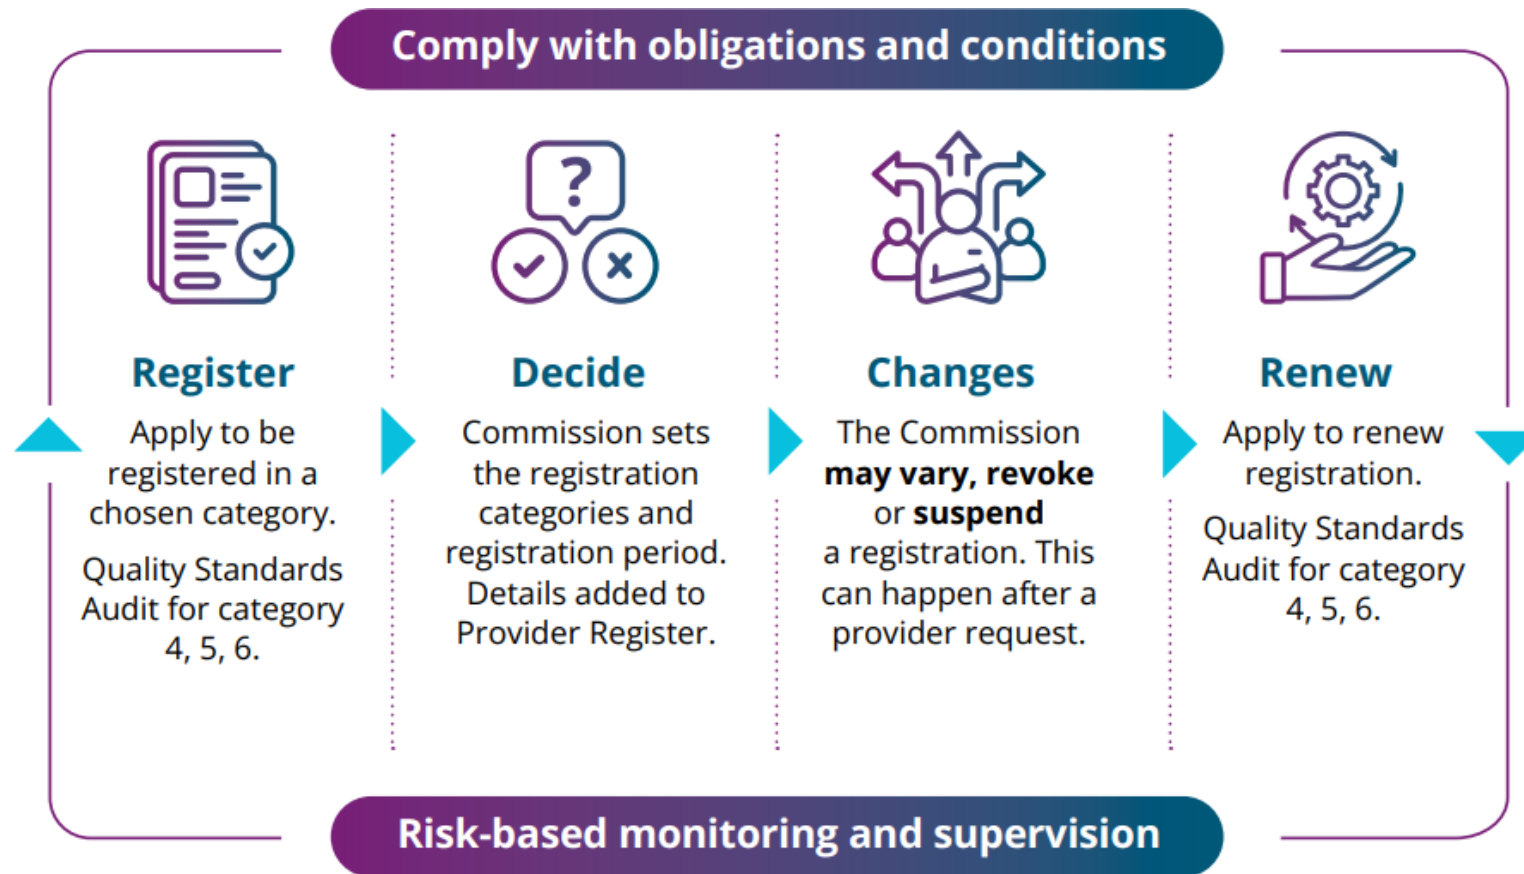 Comply with obligations and conditions
?
Register
Apply to be
registered in a
chosen category.
Quality Standards
Audit for category
4, 5, 6.
Decide
Commission sets
the registration
categories and
registration period.
Details added to
Provider Register.
Changes
The Commission
may vary, revoke
or suspend
a registration. This
can happen after a
provider request.
Renew
Apply to renew
registration.
Quality Standards
Audit for category
4, 5, 6.
Risk-based monitoring and supervision